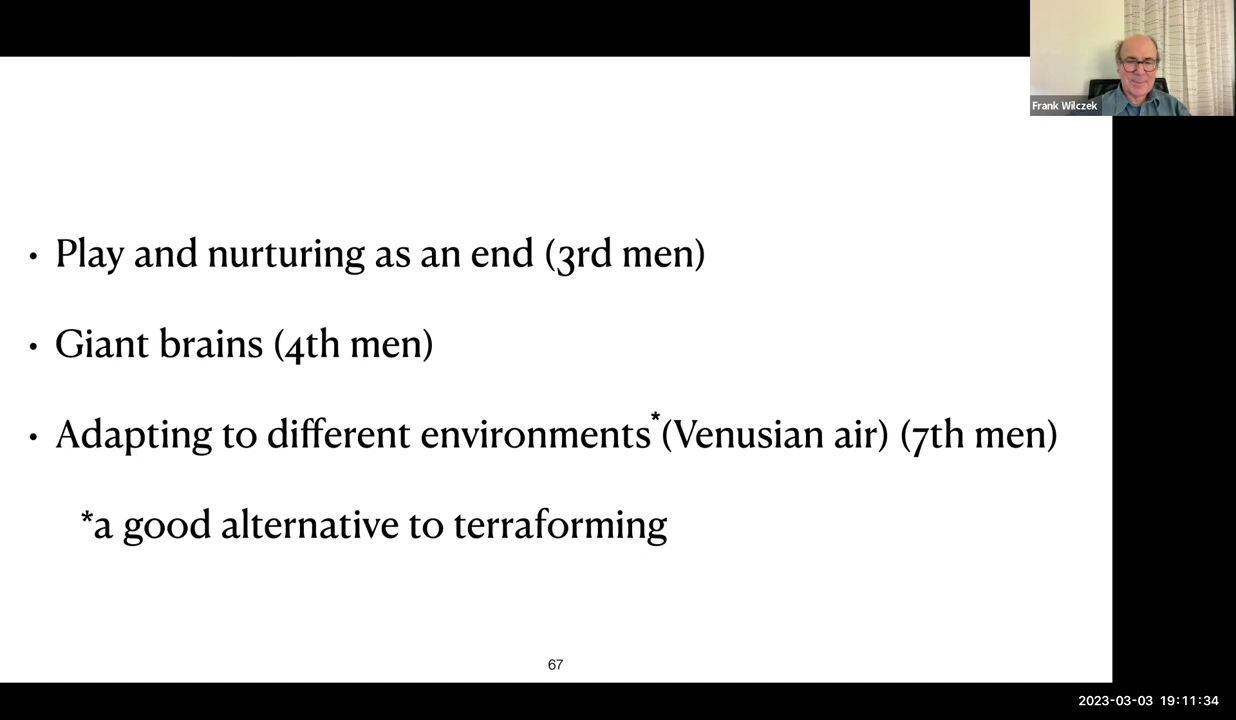 Frank Wilczek
• Play and nurturing as an end (3rd men)
• Giant brains (4th men)
• Adapting to different environments*(Venusian air) (7th men)
*a good alternative to terraforming
67
2023-03-03 19:11:34